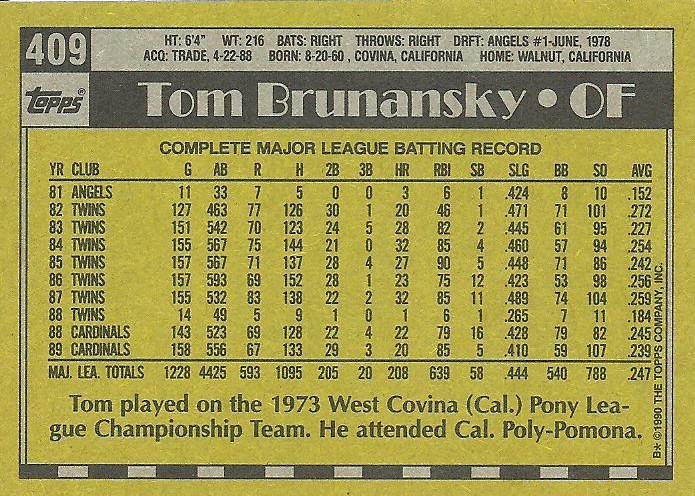 409
HT: 6'4" WT: 216 BATS: RIGHT THROWS: RIGHT DRFT: ANGELS #1-JUNE, 1978
ACQ: TRADE, 4-22-88 BORN: 8-20-60, COVINA, CALIFORNIA HOME: WALNUT, CALIFORNIA
Topps® Tom Brunansky • OF
COMPLETE MAJOR LEAGUE BATTING RECORD
YR CLUB G AB R H 2B 3B HR RBI SB SLG BB SO AVG
81 ANGELS 11 33 7 5 0 0 3 6 1 .424 8 10 .152
82 TWINS 127 463 77 126 30 1 20 46 1 .471 71 101 .272
83 TWINS 151 542 70 123 24 5 28 82 2 .445 61 95 .227
84 TWINS 155 567 75 144 21 0 32 85 4 .460 57 94 .254
85 TWINS 157 567 71 137 28 4 27 90 5 .448 71 86 .242
86 TWINS 157 593 69 152 28 1 23 75 12 .423 53 98 .256
87 TWINS 155 532 83 138 22 2 32 85 11 .489 74 104 .259
88 TWINS 14 49 5 9 1 0 1 6 1 .265 7 11 .184
88 CARDINALS 143 523 69 128 22 4 22 79 16 .428 79 82 .245
89 CARDINALS 158 556 67 133 29 3 20 85 5 .410 59 107 .239
MAJ. LEA. TOTALS 1228 4425 593 1095 205 20 208 639 58 .444 540 788 .247
Tom played on the 1973 West Covina (Cal.) Pony Lea-
gue Championship Team. He attended Cal. Poly-Pomona.
B* ©1990 THE TOPPS COMPANY, INC.